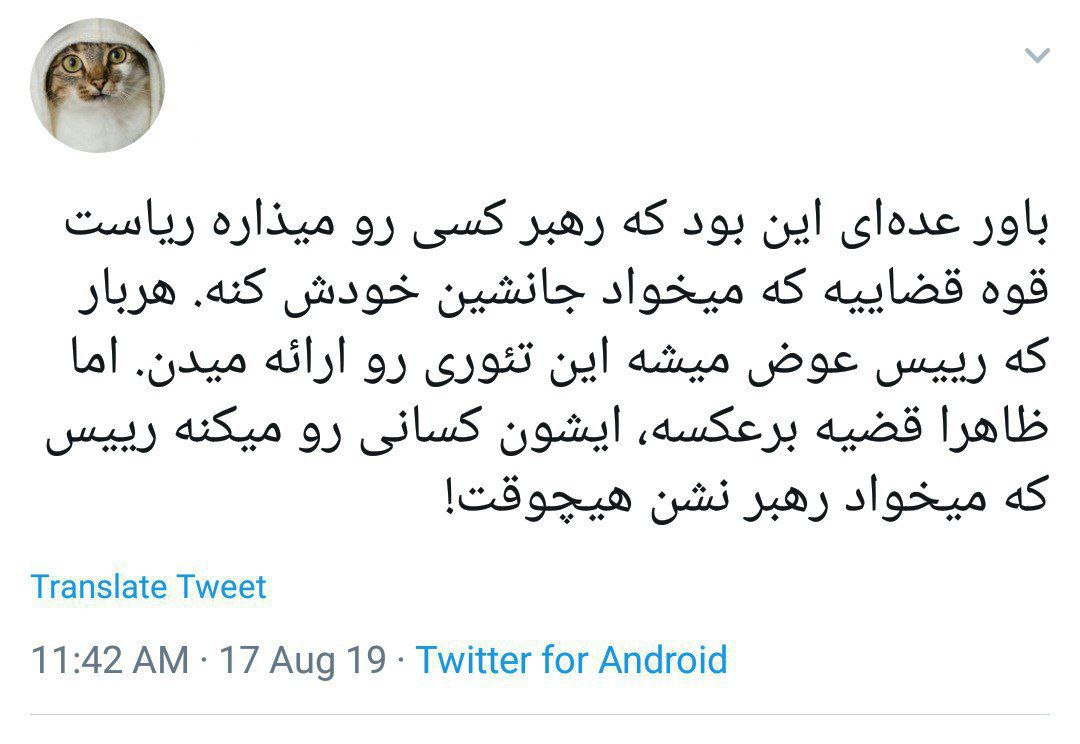 باور عده‌ای این بود که رهبر کسی رو میذاره ریاست
قوه قضاییه که میخواد جانشین خودش کنه. هربار
که رییس عوض میشه این تئوری رو ارائه میدن. اما
ظاهرا قضیه برعکسه، ایشون کسانی رو میکنه رییس
که میخواد رهبر نشن هیچوقت!
Translate Tweet
11:42 AM · 17 Aug 19 · Twitter for Android